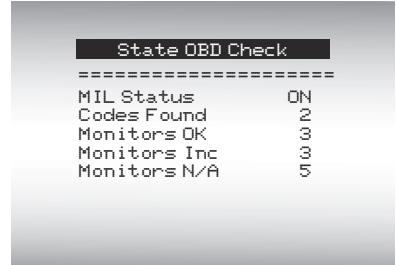 State OBD Check
=====================
MIL Status ON
Codes Found 2
Monitors OK 3
Monitors Inc 3
Monitors N/A 5